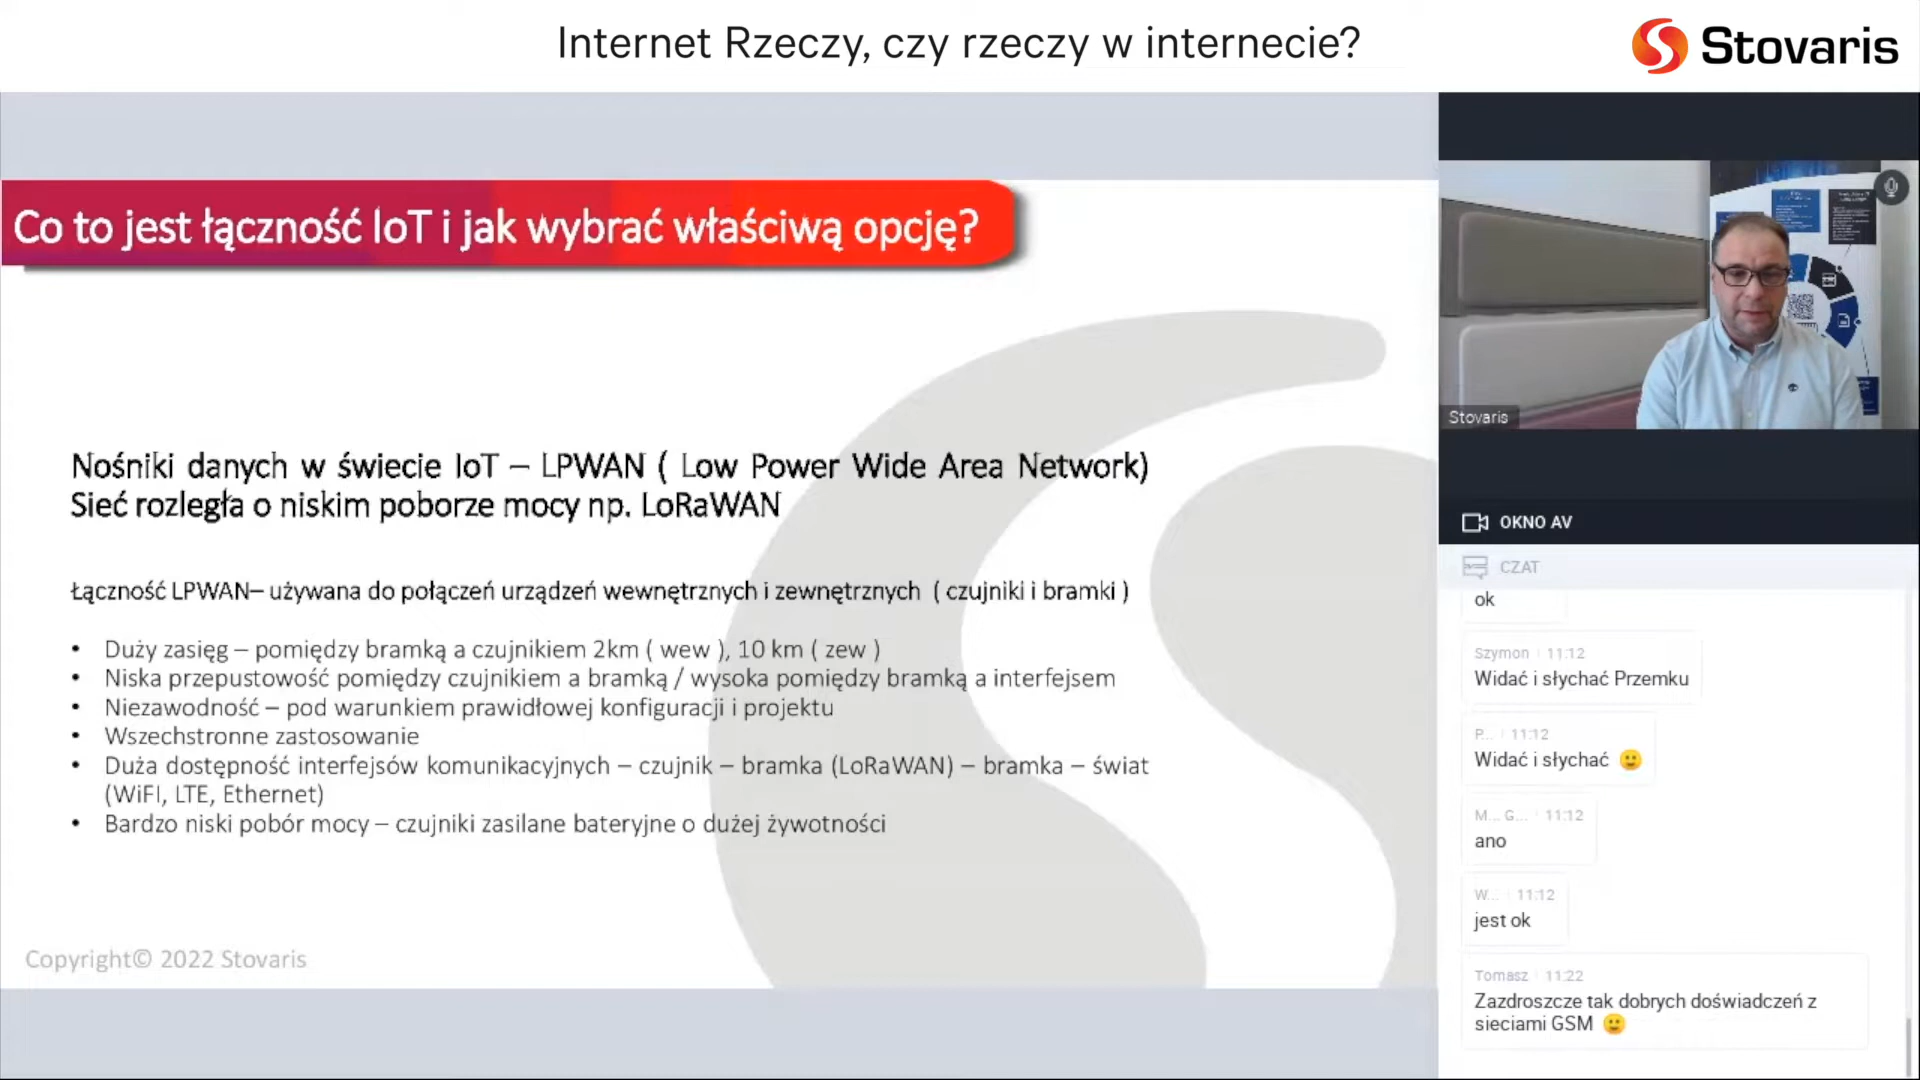 Internet Rzeczy, czy rzeczy w internecie?
Stovaris
Co to jest łączność IoT i jak wybrać właściwą opcję?
Nośniki danych w świecie IoT – LPWAN ( Low Power Wide Area Network)
Sieć rozległa o niskim poborze mocy np. LoRaWAN
Łączność LPWAN– używana do połączeń urządzeń wewnętrznych i zewnętrznych ( czujniki i bramki )
• Duży zasięg – pomiędzy bramką a czujnikiem 2km ( wew ), 10 km ( zew )
• Niska przepustowość pomiędzy czujnikiem a bramką / wysoka pomiędzy bramką a interfejsem
• Niezawodność – pod warunkiem prawidłowej konfiguracji i projektu
• Wszechstronne zastosowanie
• Duża dostępność interfejsów komunikacyjnych – czujnik – bramka (LoRaWAN) – bramka – świat
(WiFI, LTE, Ethernet)
• Bardzo niski pobór mocy – czujniki zasilane bateryjne o dużej żywotności
Copyright© 2022 Stovaris
Stovaris
OKNO AV
CZAT
ok
Szymon 11:12
Widać i słychać Przemku
P... 11:12
Widać i słychać 🙂
M... G... 11:12
ano
W... 11:12
jest ok
Tomasz 11:22
Zazdroszcze tak dobrych doświadczeń z
sieciami GSM 🙂